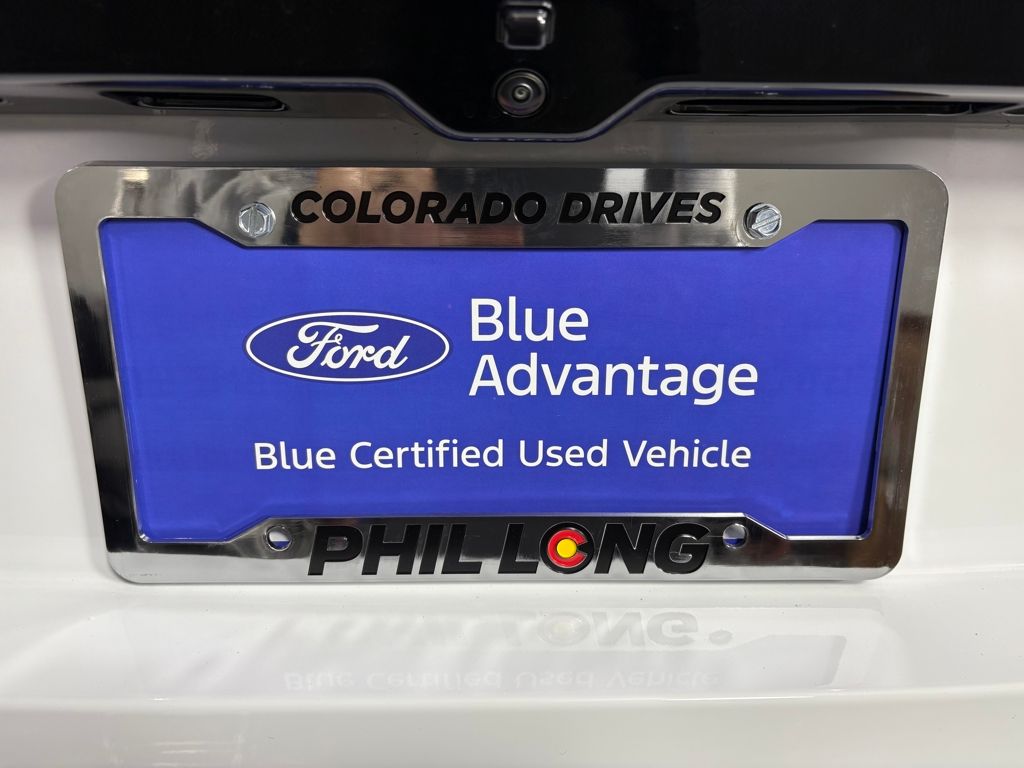 COLORADO DRIVES
Ford
Blue
Advantage
Blue Certified Used Vehicle
PHIL LONG